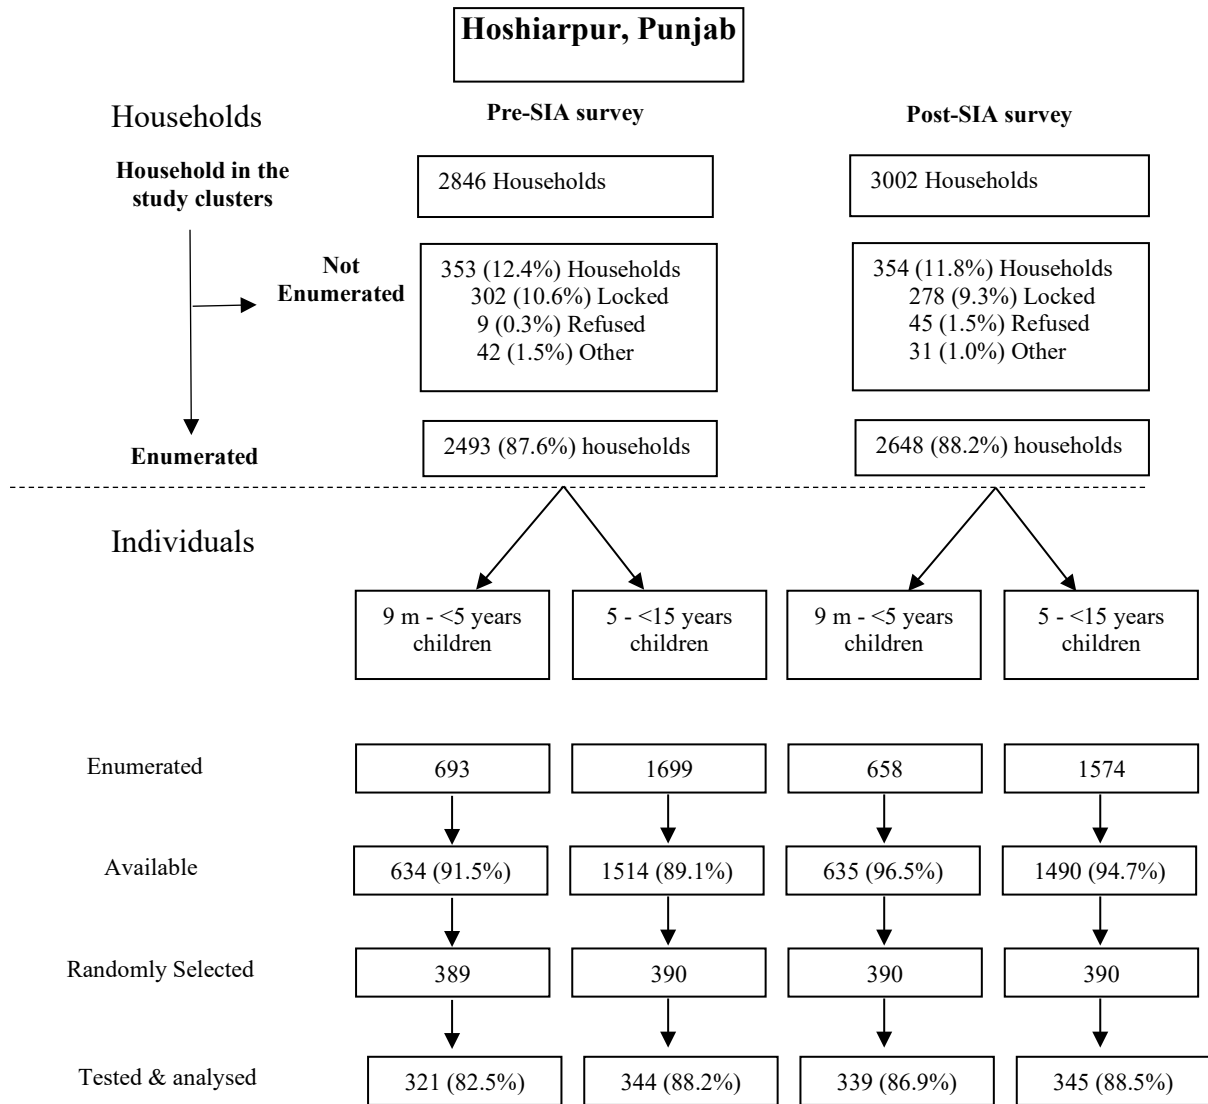 Hoshiarpur, Punjab
Households
Pre-SIA survey
Post-SIA survey
Household in the
study clusters
2846 Households
3002 Households
Not
Enumerated
353 (12.4%) Households
302 (10.6%) Locked
9 (0.3%) Refused
42 (1.5%) Other
354 (11.8%) Households
278 (9.3%) Locked
45 (1.5%) Refused
31 (1.0%) Other
Enumerated
2493 (87.6%) households
2648 (88.2%) households
Individuals
9 m - <5 years
children
5 - <15 years
children
9 m - <5 years
children
5 - <15 years
children
Enumerated
693
1699
658
1574
Available
634 (91.5%)
1514 (89.1%)
635 (96.5%)
1490 (94.7%)
Randomly Selected
389
390
390
390
Tested & analysed
321 (82.5%)
344 (88.2%)
339 (86.9%)
345 (88.5%)